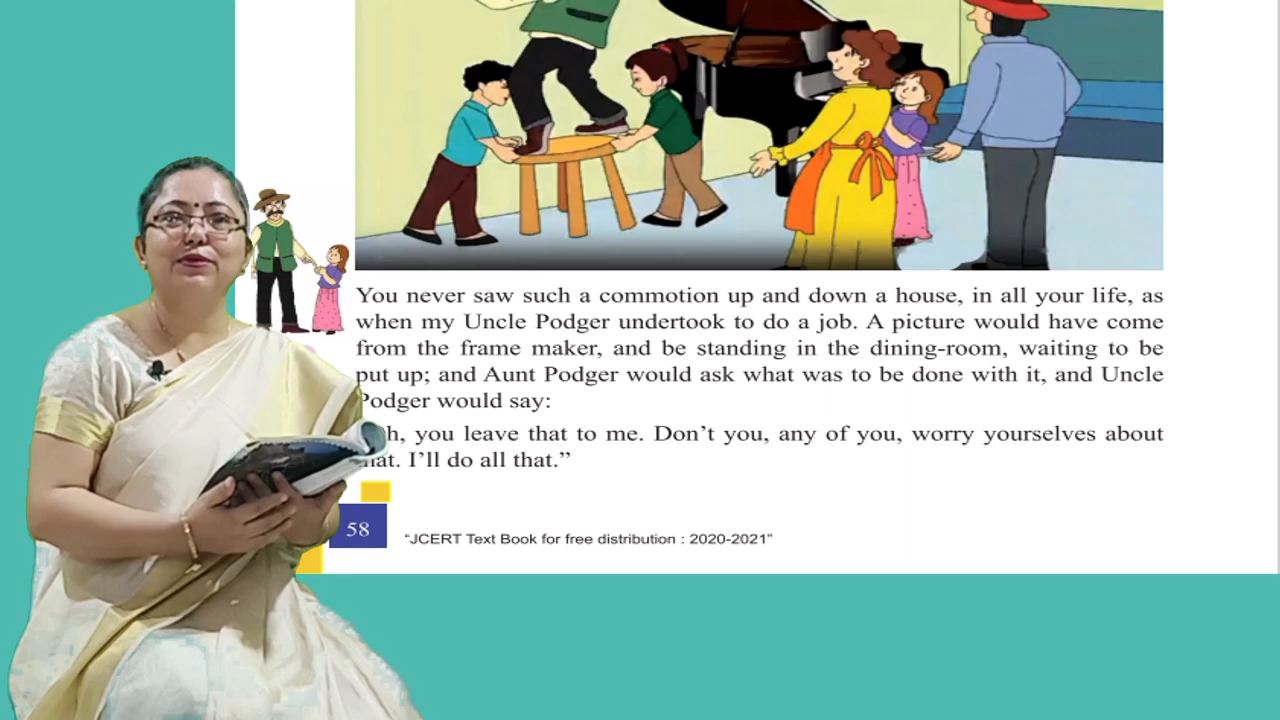 You never saw such a commotion up and down a house, in all your life, as
when my Uncle Podger undertook to do a job. A picture would have come
from the frame maker, and be standing in the dining-room, waiting to be
put up; and Aunt Podger would ask what was to be done with it, and Uncle
Podger would say:
you leave that to me. Don't you, any of you, worry yourselves about
I'll do all that.”
58
“JCERT Text Book for free distribution : 2020-2021”